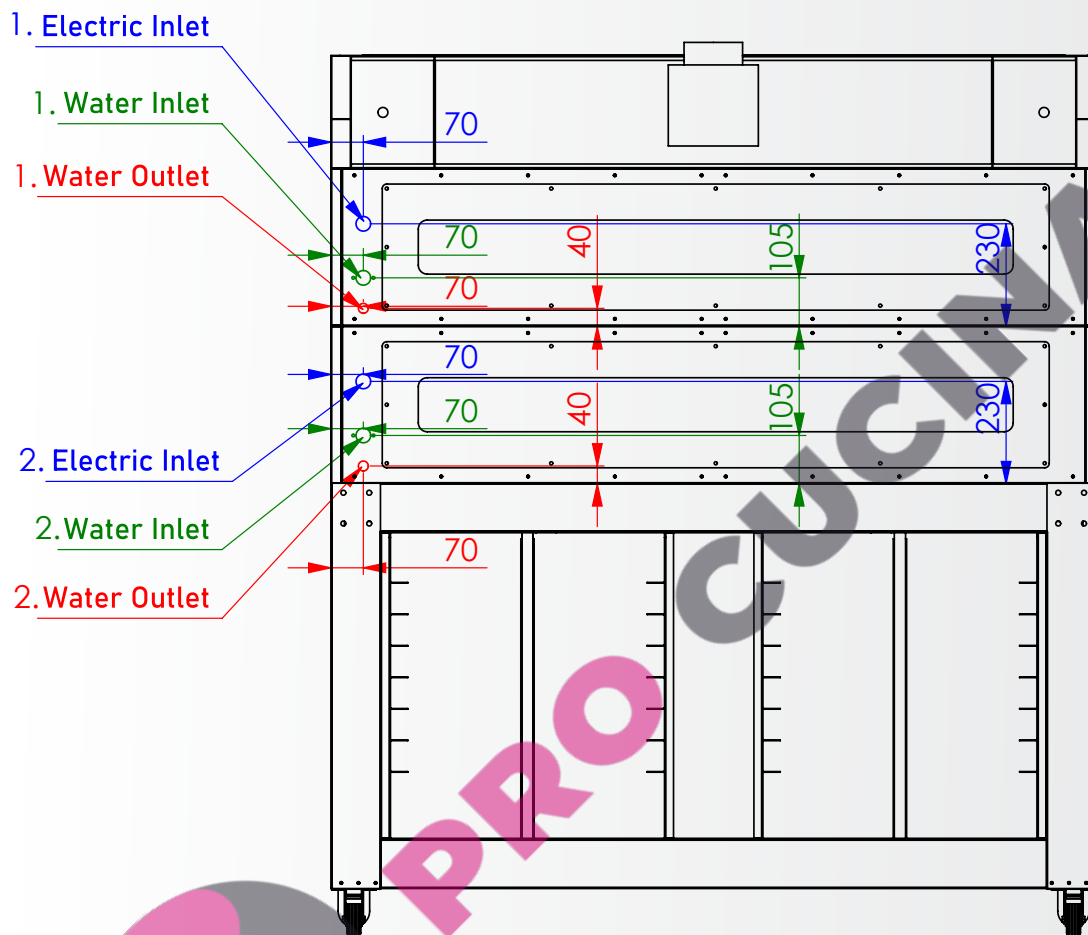 1. Electric Inlet
1. Water Inlet
70
1. Water Outlet
70
40
105
230
70
70
70
40
105
230
2. Electric Inlet
2. Water Inlet
70
2. Water Outlet
PRO CUCINA